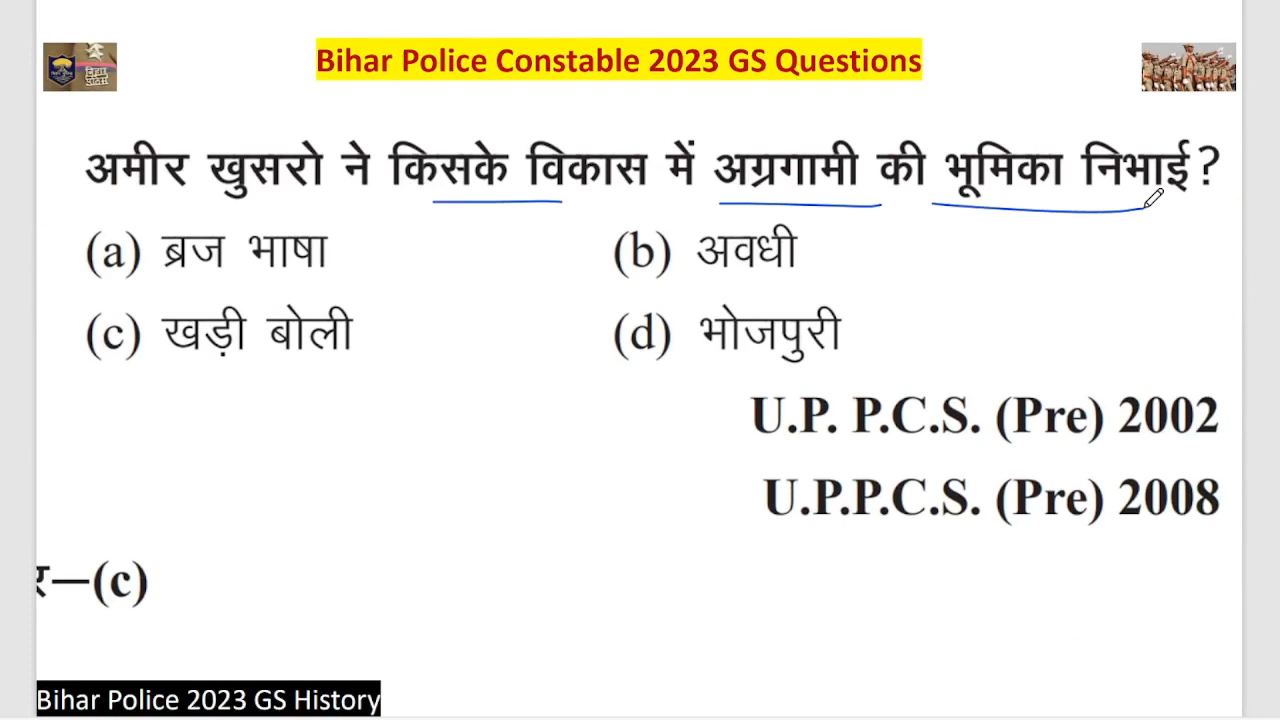 Bihar Police Constable 2023 GS Questions
अमीर खुसरो ने किसके विकास में अग्रगामी की भूमिका निभाई?
(a) ब्रज भाषा (b) अवधी
(c) खड़ी बोली (d) भोजपुरी
U.P. P.C.S. (Pre) 2002
U.P.P.C.S. (Pre) 2008
र—(c)
Bihar Police 2023 GS History